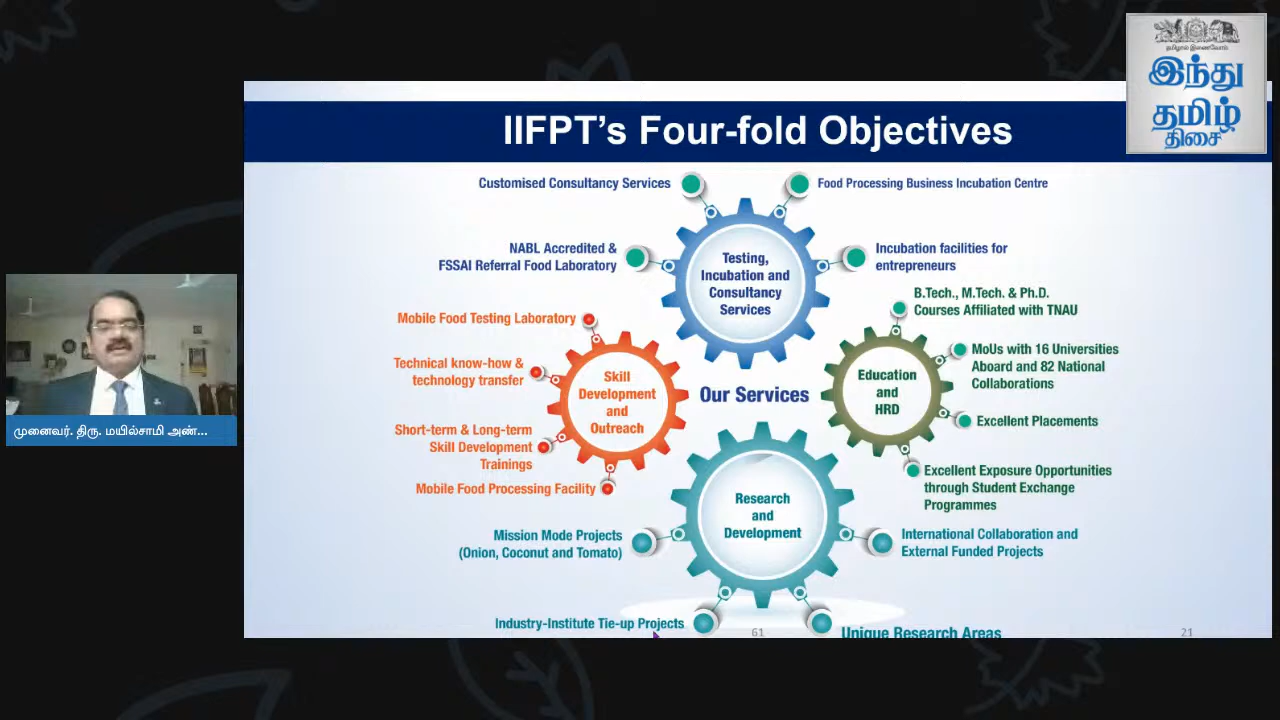 தமிழால் இணைவோம்
இந்து
தமிழ்
திசை
IIFPT's Four-fold Objectives
Customised Consultancy Services
Food Processing Business Incubation Centre
NABL Accredited &
FSSAI Referral Food Laboratory
Testing,
Incubation and
Consultancy
Services
Incubation facilities for
entrepreneurs
Mobile Food Testing Laboratory
Technical know-how &
technology transfer
Short-term & Long-term
Skill Development
Trainings
Mobile Food Processing Facility
Skill
Development
and
Outreach
Our Services
Education
and
HRD
B.Tech., M.Tech. & Ph.D.
Courses Affiliated with TNAU
MoUs with 16 Universities
Aboard and 82 National
Collaborations
Excellent Placements
Excellent Exposure Opportunities
through Student Exchange
Programmes
Research
and
Development
Mission Mode Projects
(Onion, Coconut and Tomato)
International Collaboration and
External Funded Projects
Industry-Institute Tie-up Projects
Unique Research Areas
61
21
முனைவர். திரு. மயில்சாமி அண்...